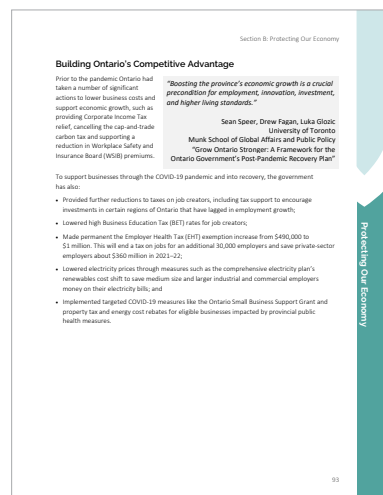 Section B: Protecting Our Economy
Building Ontario's Competitive Advantage
Prior to the pandemic Ontario had
taken a number of significant
actions to lower business costs and
support economic growth, such as
providing Corporate Income Tax
relief, cancelling the cap-and-trade
carbon tax and supporting a
reduction in Workplace Safety and
Insurance Board (WSIB) premiums.
"Boosting the province's economic growth is a crucial
precondition for employment, innovation, investment,
and higher living standards."
Sean Speer, Drew Fagan, Luka Glozic
University of Toronto
Munk School of Global Affairs and Public Policy
"Grow Ontario Stronger: A Framework for the
Ontario Government's Post-Pandemic Recovery Plan"
To support businesses through the COVID-19 pandemic and into recovery, the government
has also:
• Provided further reductions to taxes on job creators, including tax support to encourage
investments in certain regions of Ontario that have lagged in employment growth;
• Lowered high Business Education Tax (BET) rates for job creators;
• Made permanent the Employer Health Tax (EHT) exemption increase from $490,000 to
$1 million. This will end a tax on jobs for an additional 30,000 employers and save private-sector
employers about $360 million in 2021–22;
• Lowered electricity prices through measures such as the comprehensive electricity plan's
renewables cost shift to save medium size and larger industrial and commercial employers
money on their electricity bills; and
• Implemented targeted COVID-19 measures like the Ontario Small Business Support Grant and
property tax and energy cost rebates for eligible businesses impacted by provincial public
health measures.
Protecting Our Economy
93